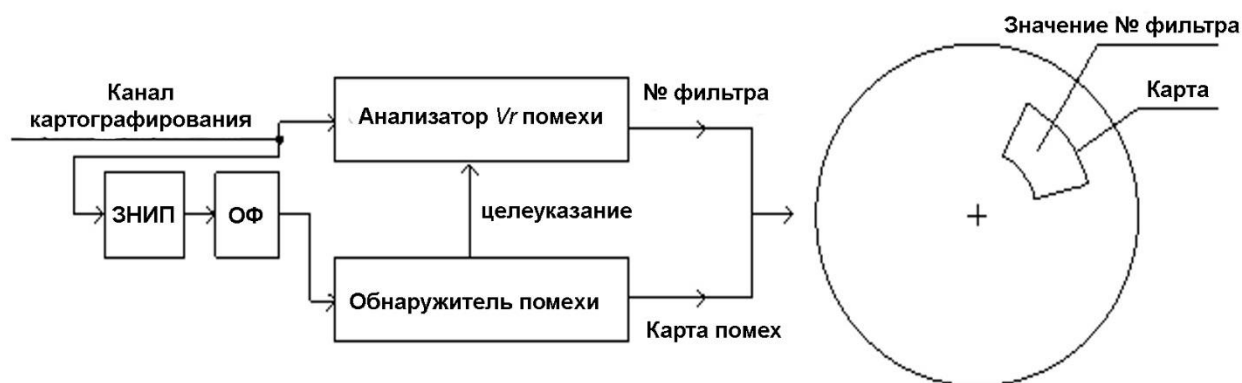 Канал
картографирования
Анализатор Vr помехи
№ фильтра
ЗНИП
ОФ
целеуказание
Обнаружитель помехи
Карта помех
Значение № фильтра
Карта